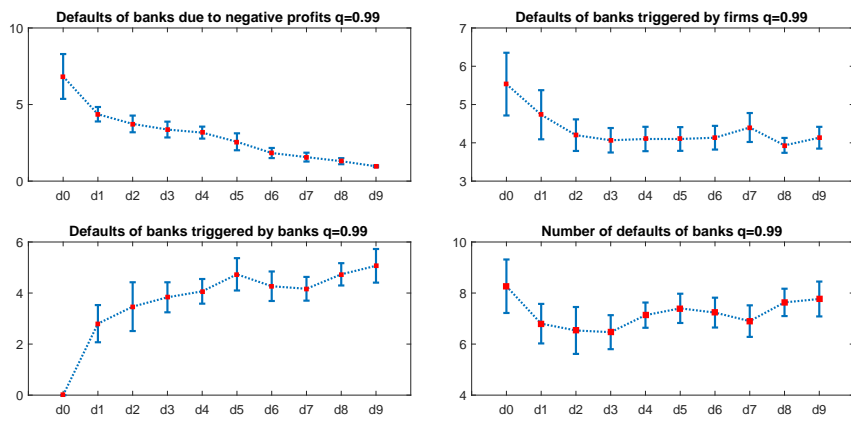 Defaults of banks due to negative profits q=0.99
10
5
0
d0 d1 d2 d3 d4 d5 d6 d7 d8 d9
Defaults of banks triggered by firms q=0.99
7
6
5
4
3
d0 d1 d2 d3 d4 d5 d6 d7 d8 d9
Defaults of banks triggered by banks q=0.99
6
4
2
0
d0 d1 d2 d3 d4 d5 d6 d7 d8 d9
Number of defaults of banks q=0.99
10
8
6
4
d0 d1 d2 d3 d4 d5 d6 d7 d8 d9